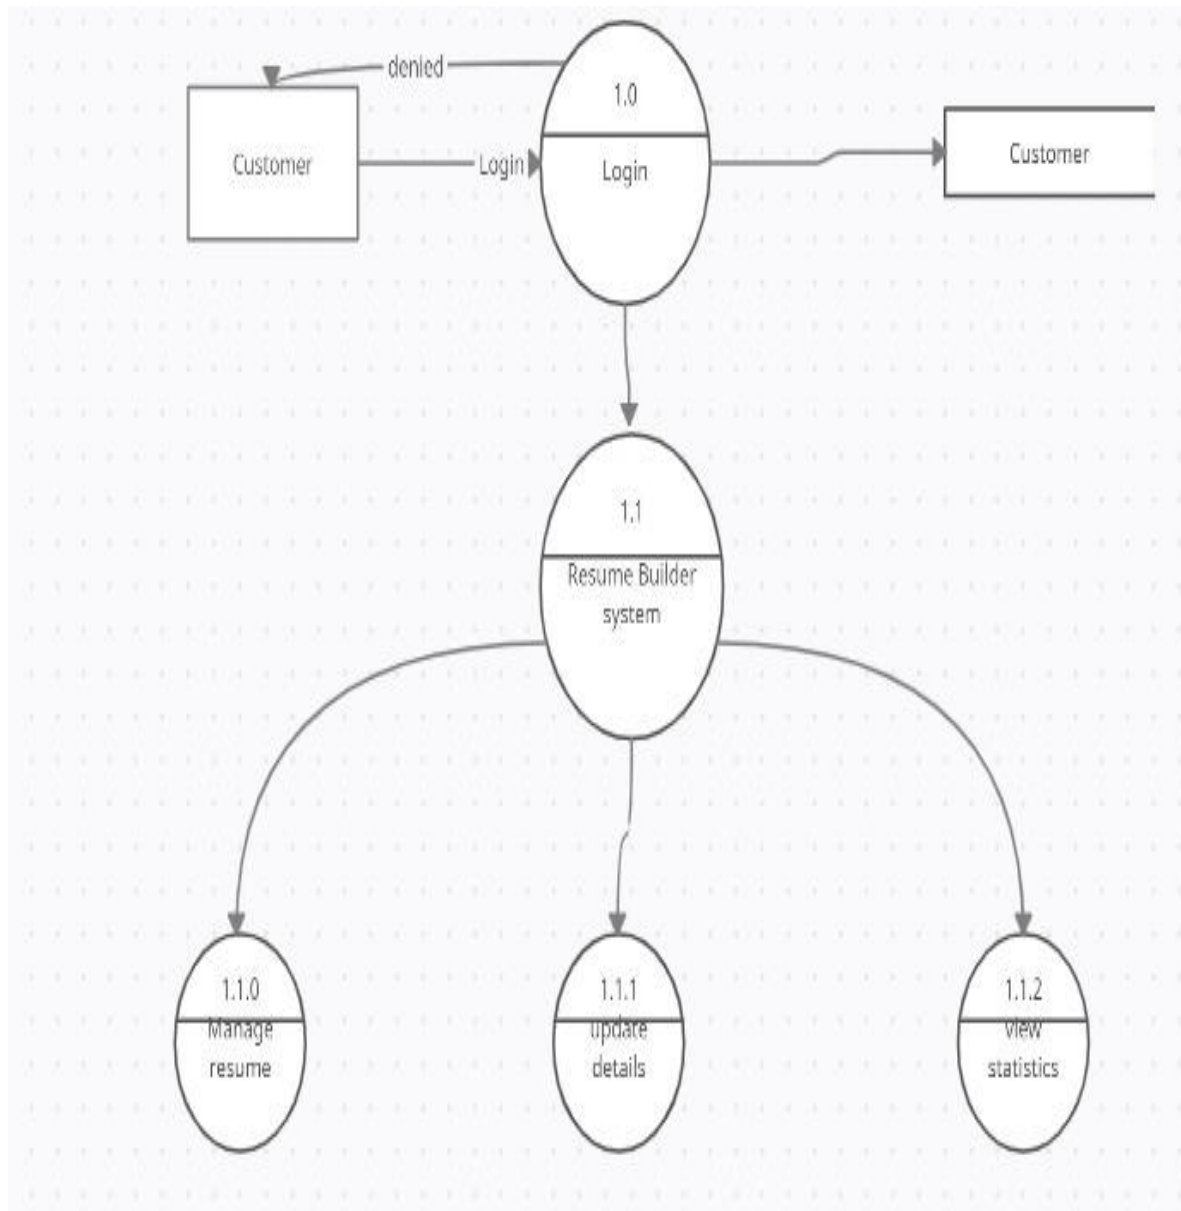 denied
1.0
Customer
Login
Login
Customer
1.1
Resume Builder
system
1.1.0
Manage
resume
1.1.1
update
details
1.1.2
view
statistics